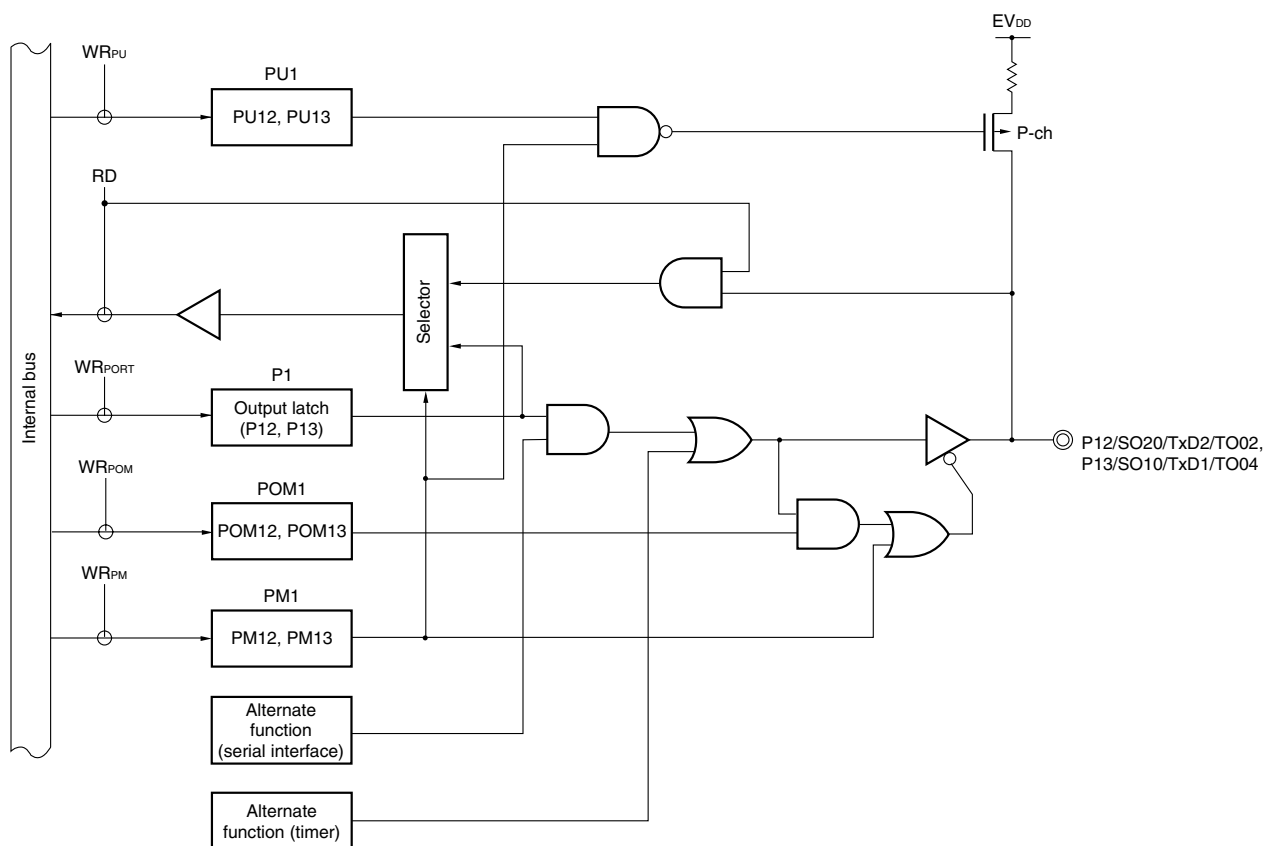 EVDD
WRPU
PU1
PU12, PU13
P-ch
RD
Selector
Internal bus
WRPORT
P1
Output latch
(P12, P13)
P12/SO20/TxD2/TO02,
P13/SO10/TxD1/TO04
WRPOM
POM1
POM12, POM13
WRPM
PM1
PM12, PM13
Alternate
function
(serial interface)
Alternate
function (timer)